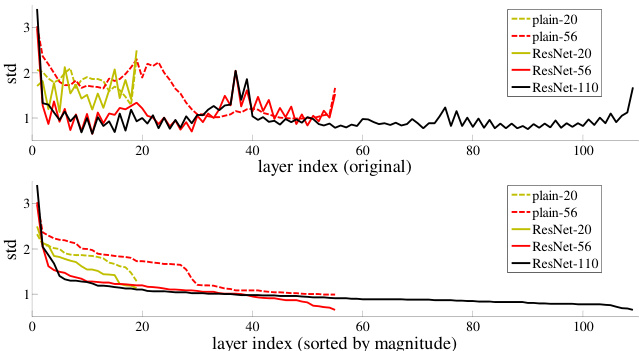 3
2
1
std
plain-20
plain-56
ResNet-20
ResNet-56
ResNet-110
0 20 40 60 80 100
layer index (original)
3
2
1
std
plain-20
plain-56
ResNet-20
ResNet-56
ResNet-110
0 20 40 60 80 100
layer index (sorted by magnitude)